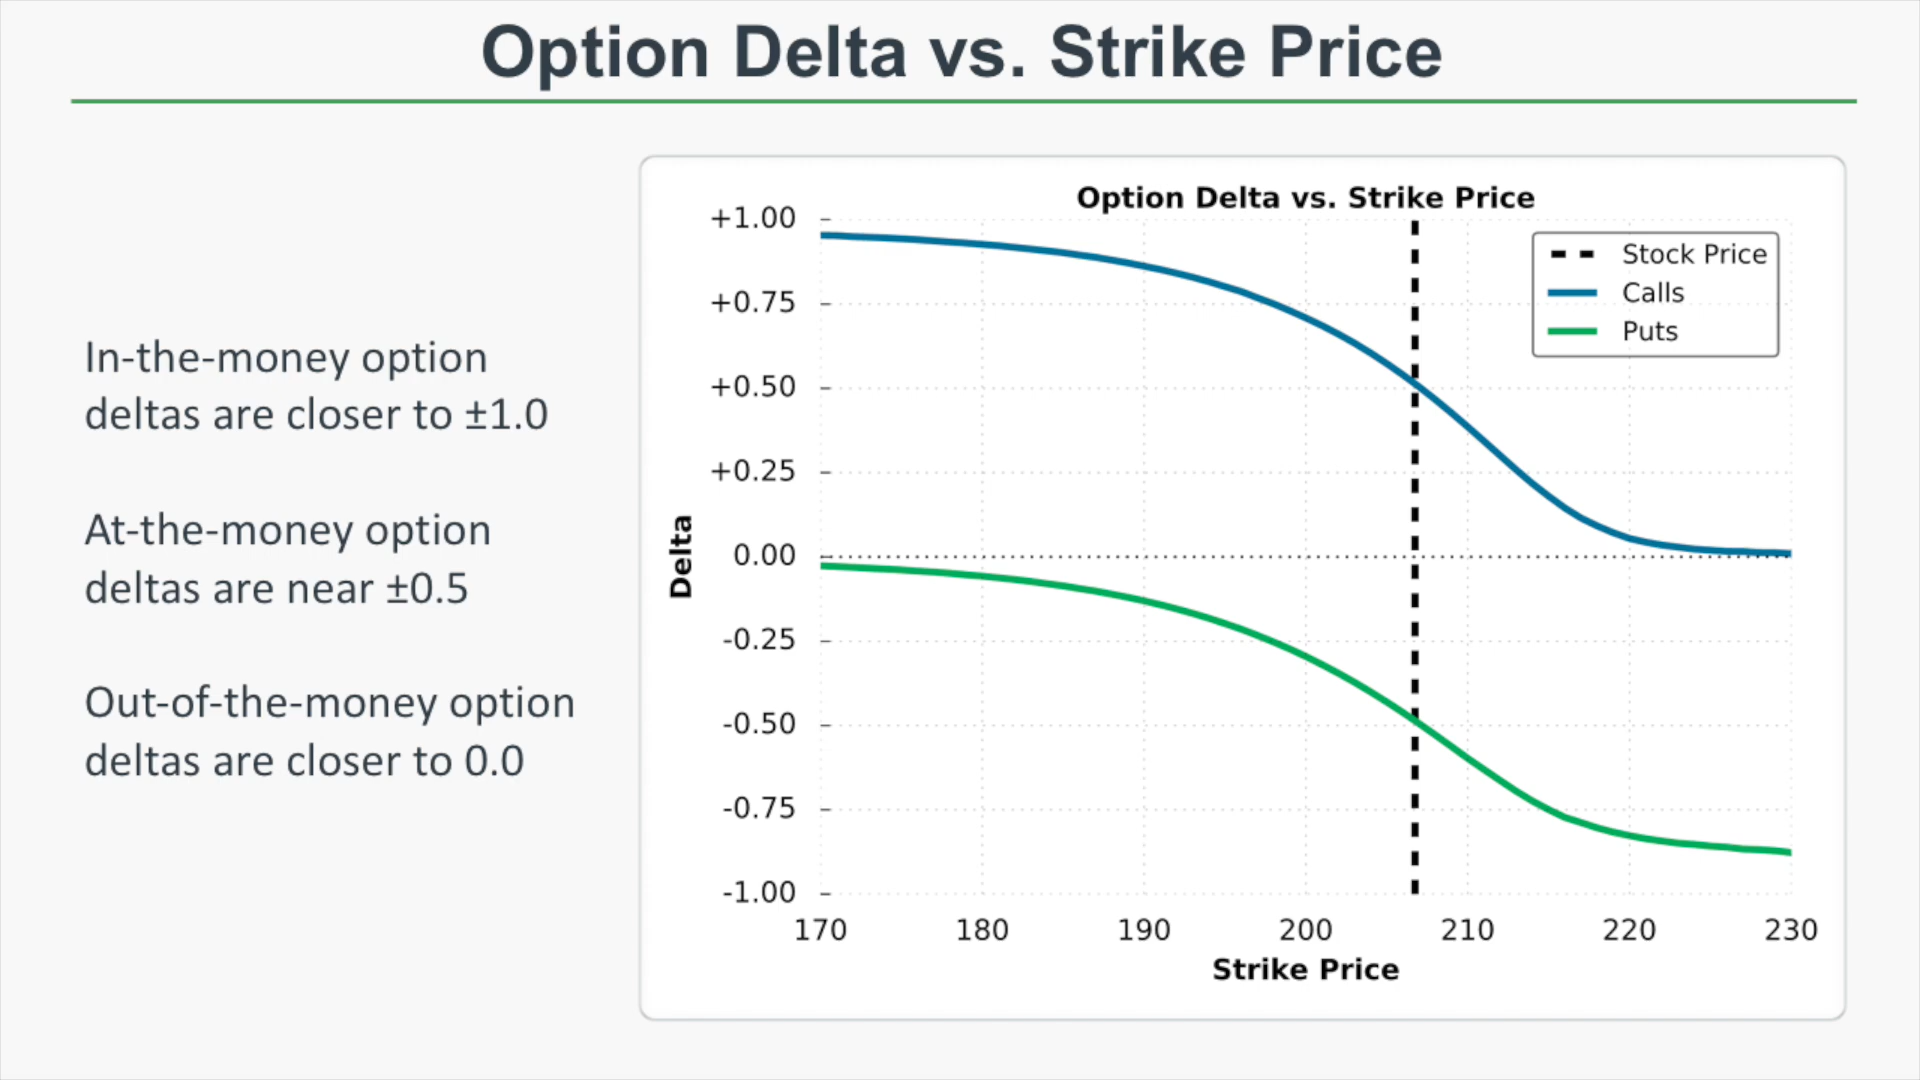 Option Delta vs. Strike Price
In-the-money option
deltas are closer to ±1.0
At-the-money option
deltas are near ±0.5
Out-of-the-money option
deltas are closer to 0.0
Option Delta vs. Strike Price
+1.00
+0.75
+0.50
+0.25
0.00
-0.25
-0.50
-0.75
-1.00
Delta
Stock Price
Calls
Puts
170 180 190 200 210 220 230
Strike Price